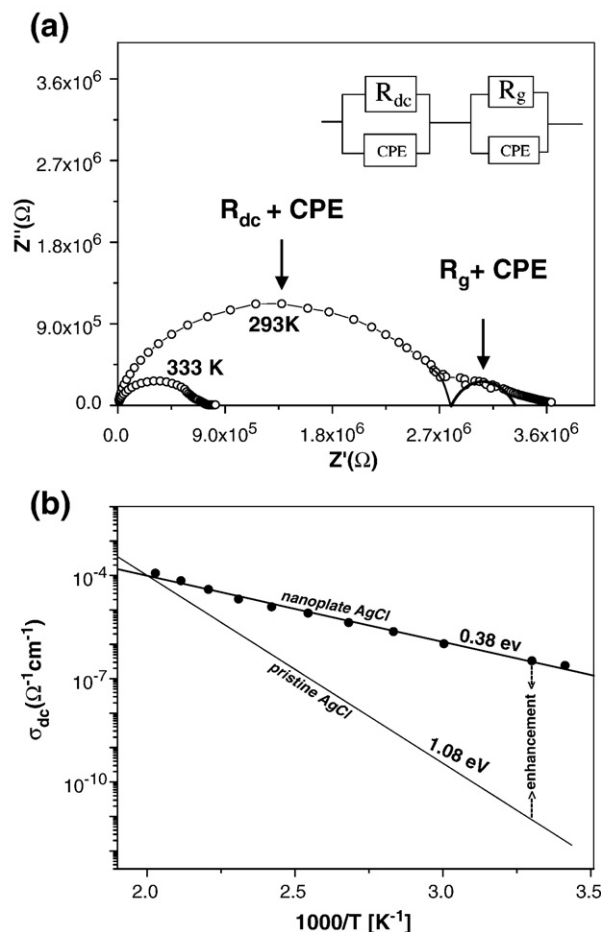 (a)
3.6x10⁶
2.7x10⁶
1.8x10⁶
9.0x10⁵
0.0
Z''(Ω)
R_dc
CPE
R_g
CPE
R_dc + CPE
R_g+ CPE
293K
333 K
0.0
9.0x10⁵
1.8x10⁶
2.7x10⁶
3.6x10⁶
Z'(Ω)
(b)
10⁻⁴
10⁻⁷
10⁻¹⁰
σ_dc(Ω⁻¹cm⁻¹)
nanoplate AgCl
0.38 ev
pristine AgCl
1.08 eV
enhancement
2.0
2.5
3.0
3.5
1000/T [K⁻¹]